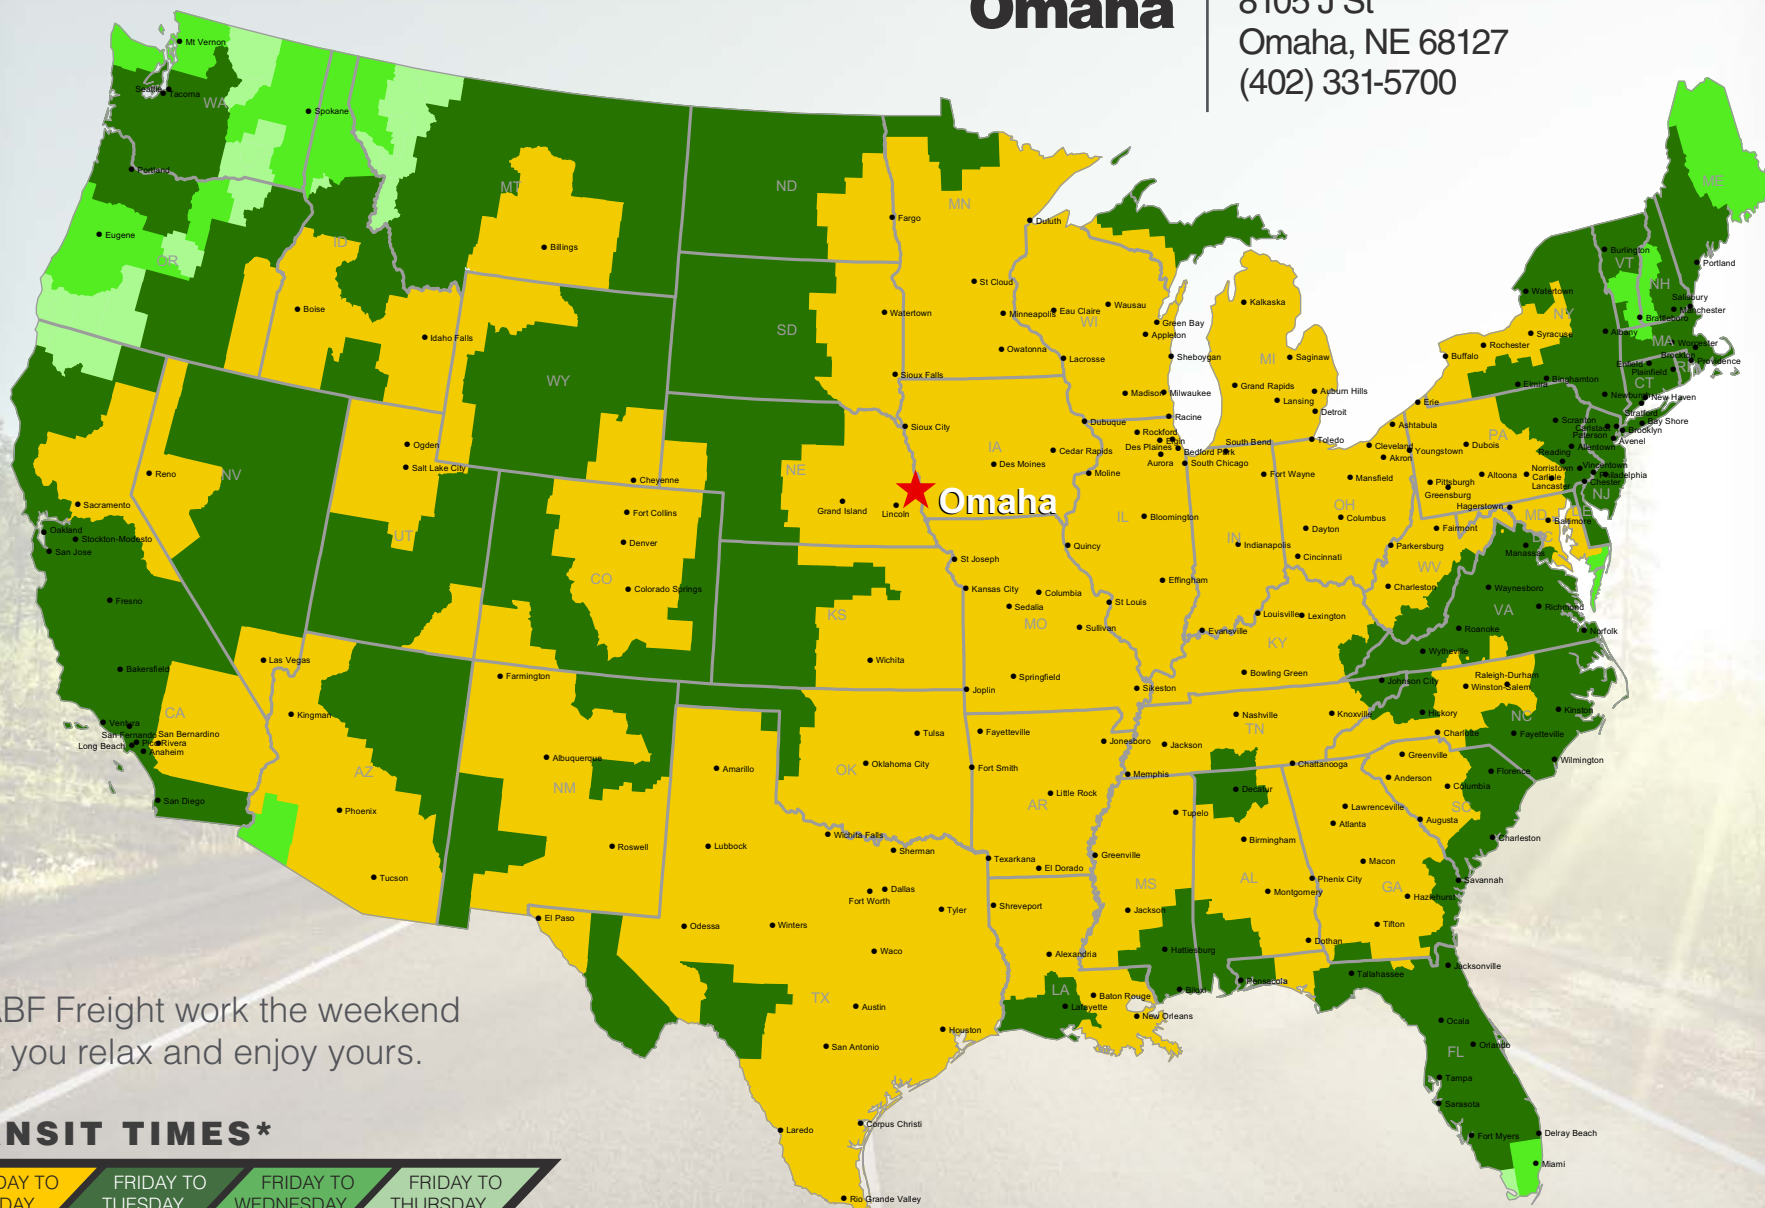 Omaha
8105 J St
Omaha, NE 68127
(402) 331-5700
Mt Vernon
Seattle
Tacoma
WA
Spokane
Portland
Eugene
OR
MT
Billings
ID
Boise
Idaho Falls
WY
ND
SD
Fargo
MN
Duluth
St Cloud
Minneapolis
Watertown
Owatonna
Sioux Falls
Eau Claire
Wausau
WI
Green Bay
Appleton
Sheboygan
Lacrosse
Madison
Milwaukee
Racine
Kalkaska
MI
Saginaw
Grand Rapids
Lansing
Auburn Hills
Detroit
ME
Burlington
VT
NH
Portland
Salisbury
Manchester
Brattleboro
Watertown
NY
Syracuse
Rochester
Buffalo
Albany
MA
Worcester
Brockton
Providence
Enfield
Plainfield
RI
CT
Binghamton
Elmira
Newburgh
New Haven
Stratford
Bay Shore
Brooklyn
Carlstadt
Paterson
Avenel
Scranton
Allentown
Reading
Norristown
Vincentown
Philadelphia
Chester
Carlisle
Lancaster
NJ
Erie
PA
Dubois
Altoona
Pittsburgh
Greensburg
Hagerstown
MD
DE
Baltimore
DC
Manassas
Ashtabula
Cleveland
Youngstown
Akron
Toledo
Mansfield
OH
Columbus
Dayton
Cincinnati
Fairmont
Parkersburg
WV
Charleston
Sioux City
Dubuque
Rockford
Elgin
Des Plaines
Bedford Park
Aurora
South Chicago
South Bend
Fort Wayne
IN
Indianapolis
IA
Cedar Rapids
Des Moines
Moline
IL
Bloomington
Quincy
Effingham
NE
Grand Island
Lincoln
Omaha
Reno
NV
Sacramento
Oakland
Stockton-Modesto
San Jose
Fresno
Bakersfield
CA
Ventura
San Fernando
San Bernardino
Pico Rivera
Long Beach
Anaheim
San Diego
Las Vegas
Kingman
AZ
Phoenix
Tucson
Ogden
Salt Lake City
UT
Cheyenne
Fort Collins
Denver
CO
Colorado Springs
Farmington
Albuquerque
NM
Roswell
St Joseph
Kansas City
Columbia
Sedalia
MO
St Louis
Sullivan
KS
Wichita
Springfield
Joplin
Sikeston
Evansville
Louisville
Lexington
KY
Bowling Green
VA
Waynesboro
Richmond
Roanoke
Norfolk
Wytheville
Johnson City
Raleigh-Durham
Winston-Salem
NC
Kinston
Hickory
Charlotte
Fayetteville
Wilmington
Nashville
Knoxville
TN
Jackson
Memphis
Chattanooga
Tulsa
OK
Oklahoma City
Fayetteville
Fort Smith
Jonesboro
AR
Little Rock
El Dorado
Amarillo
Lubbock
Wichita Falls
Sherman
Texarkana
Dallas
Fort Worth
Tyler
Shreveport
El Paso
Odessa
Winters
Waco
TX
Austin
Houston
San Antonio
Laredo
Corpus Christi
Rio Grande Valley
Alexandria
LA
Lafayette
Baton Rouge
New Orleans
Greenville
MS
Jackson
Hattiesburg
Biloxi
Tupelo
Decatur
Birmingham
AL
Montgomery
Phenix City
Dothan
Lawrenceville
Atlanta
Macon
GA
Hazlehurst
Tifton
Augusta
Savannah
Greenville
Anderson
Columbia
SC
Florence
Charleston
Pensacola
Tallahassee
Jacksonville
Ocala
Orlando
FL
Tampa
Sarasota
Fort Myers
Delray Beach
Miami
ABF Freight work the weekend
you relax and enjoy yours.
NSIT TIMES*
DAY TO
DAY
FRIDAY TO
TUESDAY
FRIDAY TO
WEDNESDAY
FRIDAY TO
THURSDAY